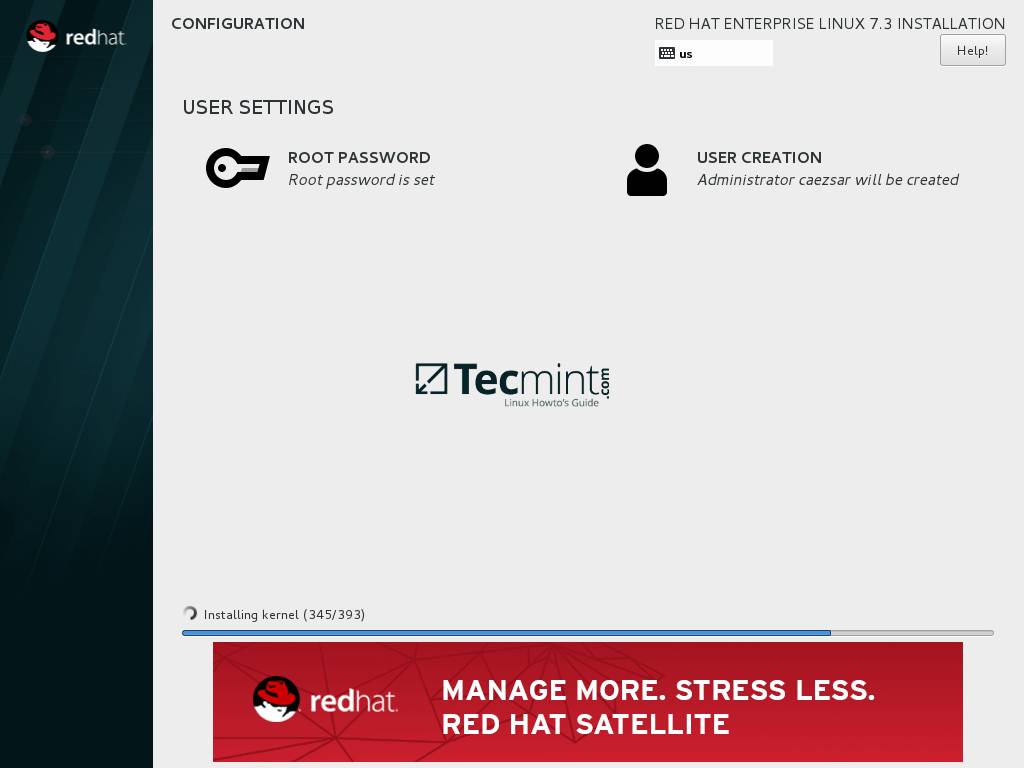 redhat.
CONFIGURATION
RED HAT ENTERPRISE LINUX 7.3 INSTALLATION
us
Help!
USER SETTINGS
ROOT PASSWORD
Root password is set
USER CREATION
Administrator caezsar will be created
Tecmint.com
Linux Howto's Guide
Installing kernel (345/393)
redhat.
MANAGE MORE. STRESS LESS.
RED HAT SATELLITE